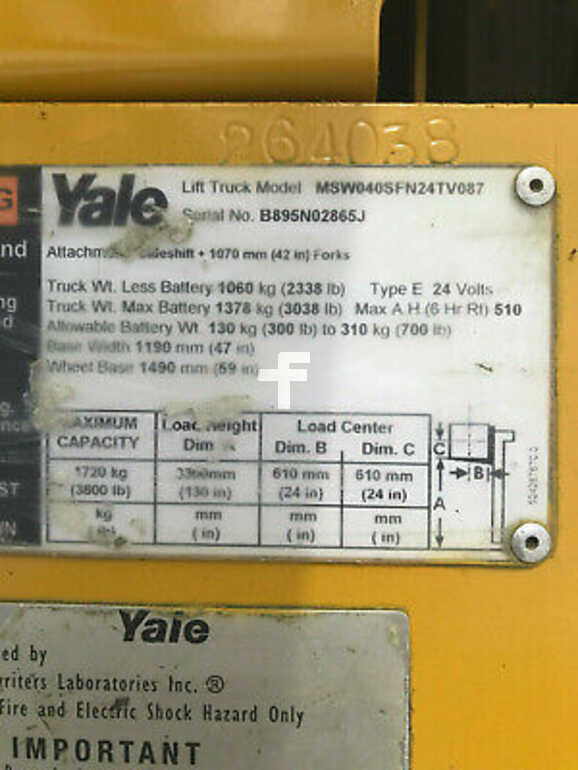 264038
G
nd
ng
d
g.
nce
ST
IN
Yale
Lift Truck Model MSW040SFN24TV087
Serial No. B895N02865J
Sideshift + 1070 mm (42 in) Forks
Truck Wt. Less Battery 1060 kg (2338 lb) Type E 24 Volts
Truck Wt. Max Battery 1378 kg (3038 lb) Max A H (6 Hr Rt) 510
Allowable Battery Wt. 130 kg (300 lb) to 310 kg (700 lb)
Base Width 1190 mm (47 in)
Wheel Base 1490 mm (59 in)
f
MAXIMUM CAPACITY
Load Height Dim
Load Center
Dim. B Dim. C
1720 kg 3300mm 610 mm 610 mm
(3800 lb) (130 in) (24 in) (24 in)
kg mm mm mm
( in) ( in) ( in)
C
B
A
Yale
ed by
riters Laboratories Inc. ®
Fire and Electric Shock Hazard Only
IMPORTANT